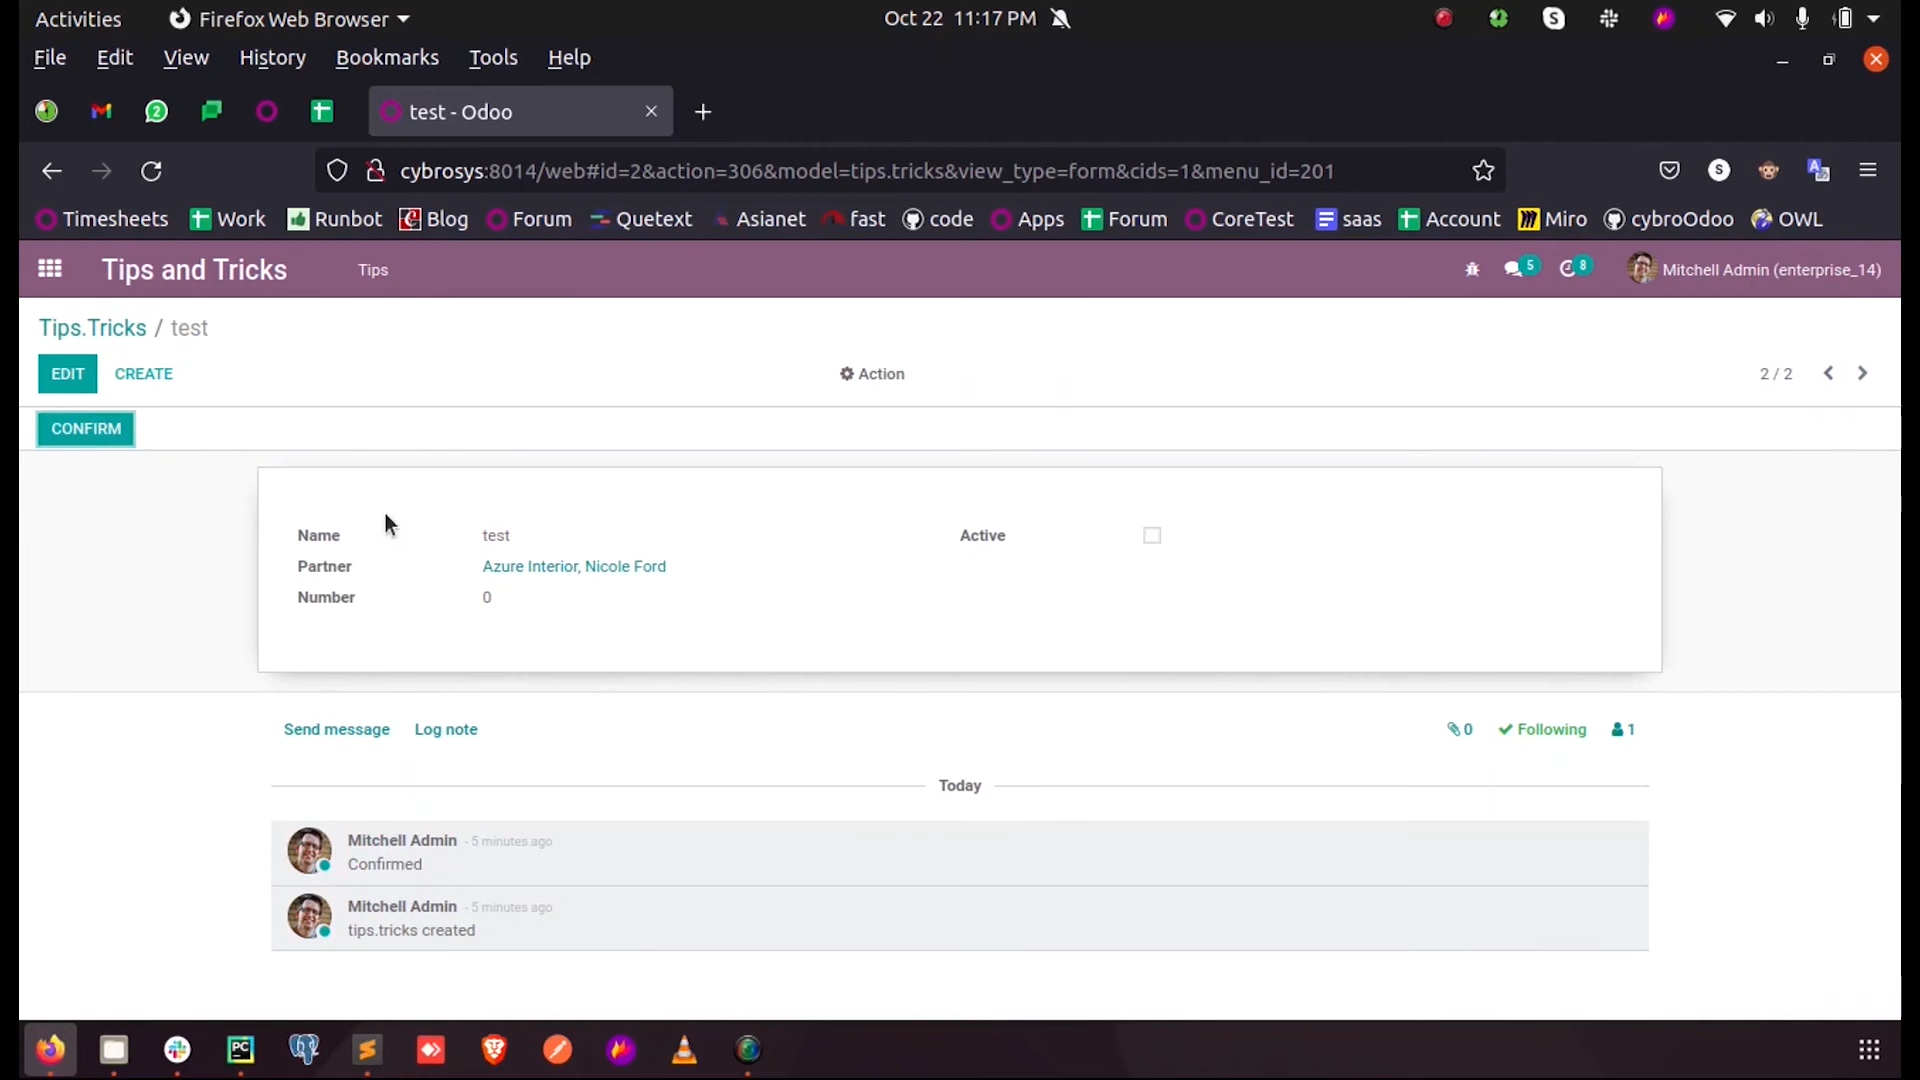 Activities Firefox Web Browser Oct 22 11:17 PM
File Edit View History Bookmarks Tools Help
2 test - Odoo
cybrosys:8014/web#id=2&action=306&model=tips.tricks&view_type=form&cids=1&menu_id=201
Timesheets Work Runbot Blog Forum Quetext Asianet fast code Apps Forum CoreTest saas Account Miro cybroOdoo OWL
Tips and Tricks Tips 5 8 Mitchell Admin (enterprise_14)
Tips.Tricks / test
EDIT CREATE Action 2 / 2
CONFIRM
Name test Active
Partner Azure Interior, Nicole Ford
Number 0
Send message Log note 0 Following 1
Today
Mitchell Admin - 5 minutes ago
Confirmed
Mitchell Admin - 5 minutes ago
tips.tricks created
PC